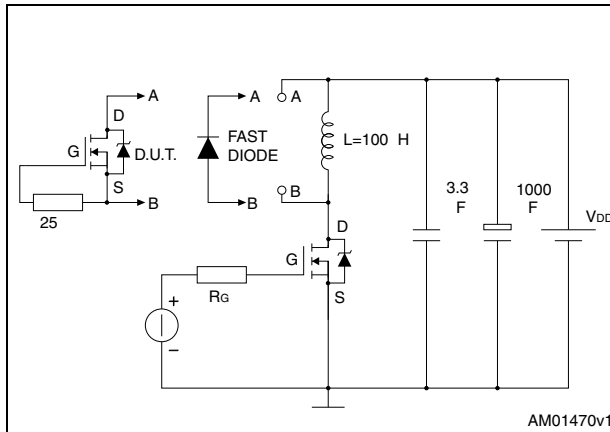 A
A
A
D
G
D.U.T.
FAST
DIODE
L=100 H
S
B
B
B
25
3.3
F
1000
F
VDD
D
G
S
RG
+
–
AM01470v1